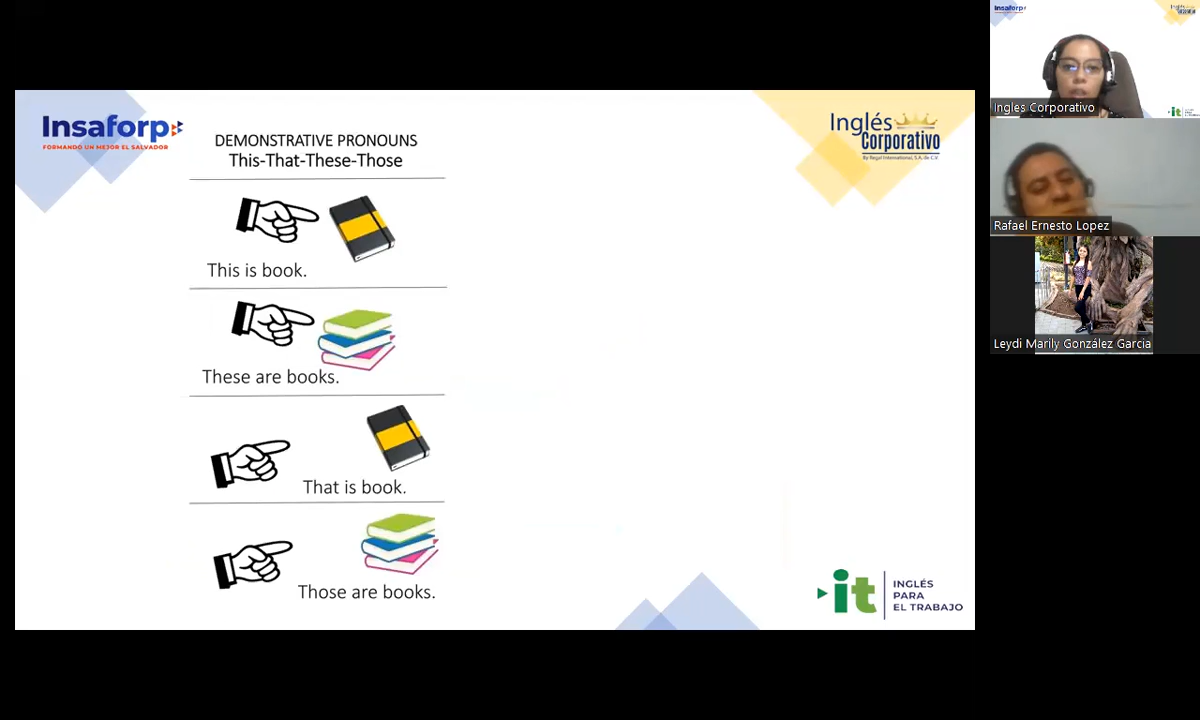 Insaforp
FORMANDO UN MEJOR EL SALVADOR
DEMONSTRATIVE PRONOUNS
This-That-These-Those
Inglés
Corporativo
By Regal International, S.A. de C.V.
This is book.
These are books.
That is book.
Those are books.
it
INGLÉS
PARA
EL TRABAJO
Insaforp
Ingles Corporativo
Rafael Ernesto Lopez
Leydi Marily González Garcia